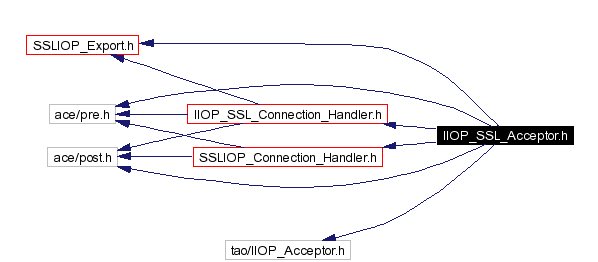 SSLIOP_Export.h
ace/pre.h
IIOP_SSL_Connection_Handler.h
IIOP_SSL_Acceptor.h
ace/post.h
SSLIOP_Connection_Handler.h
tao/IIOP_Acceptor.h